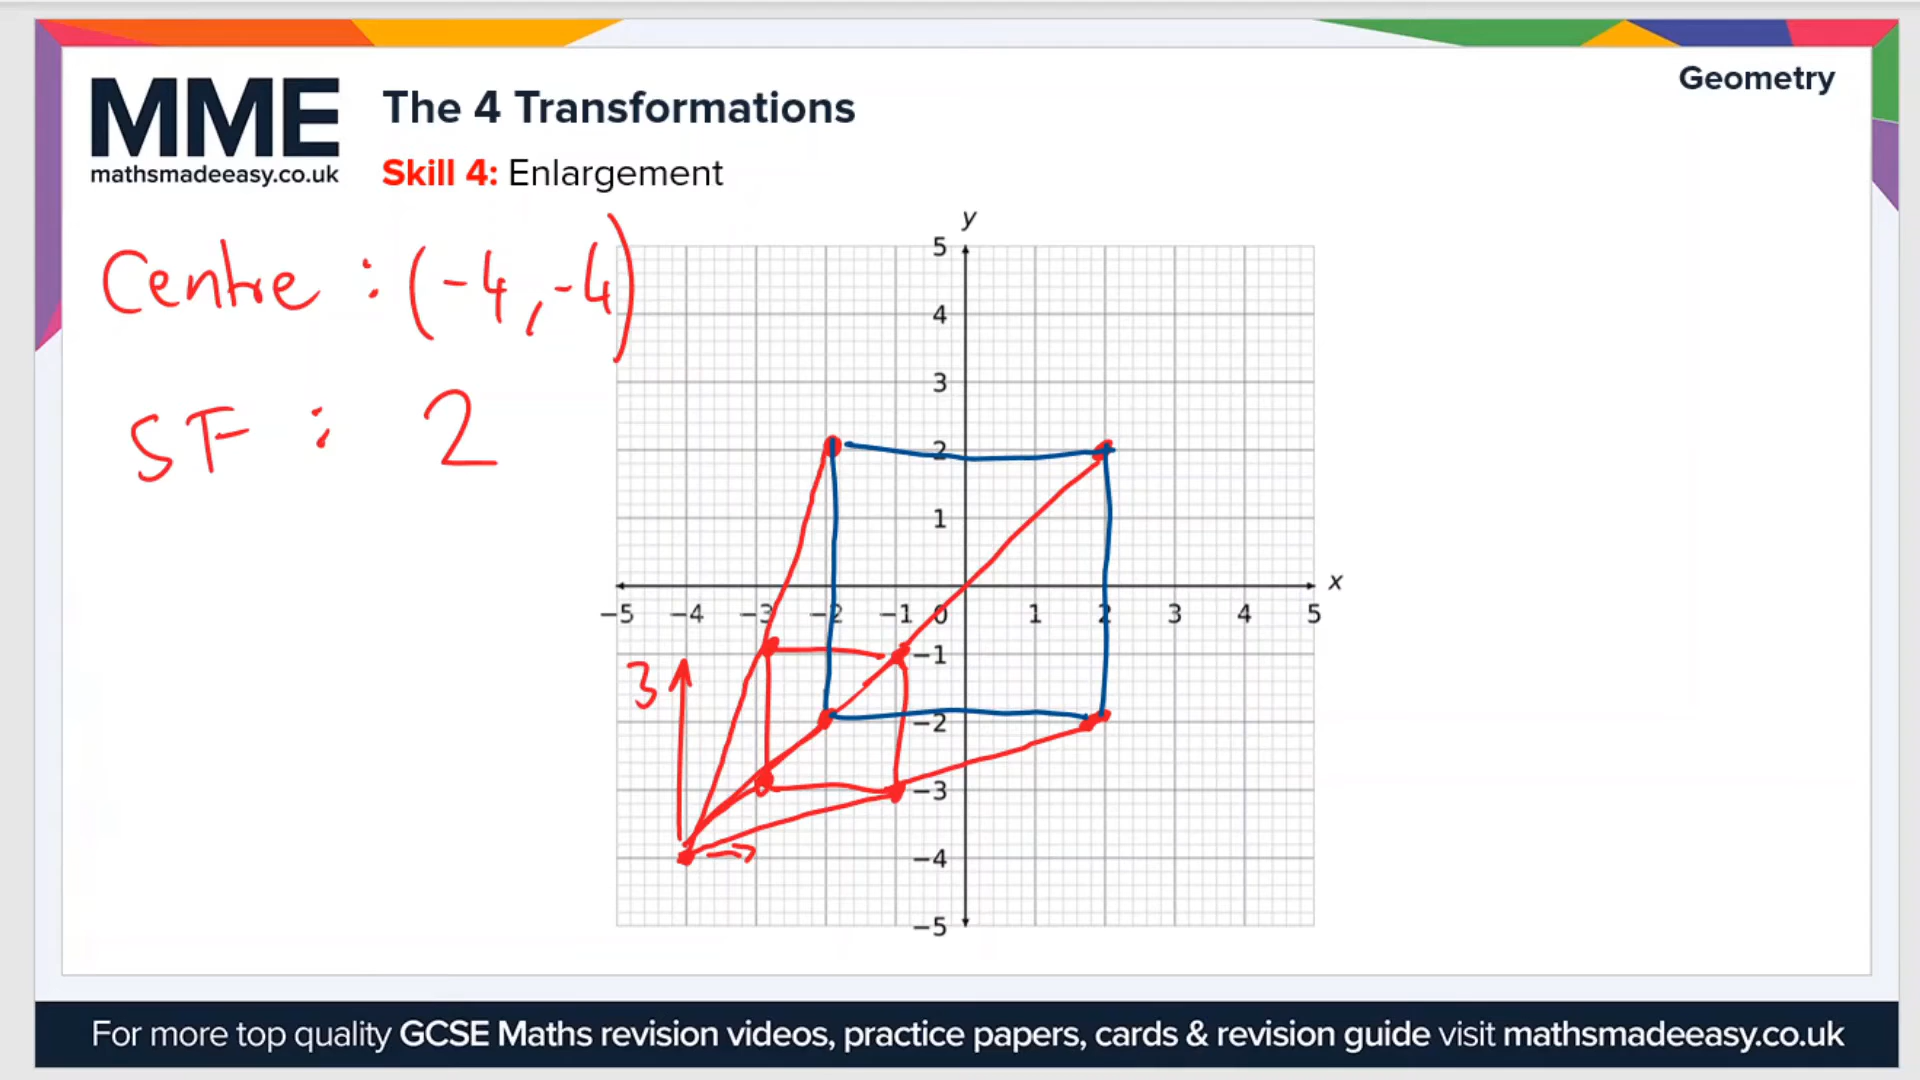 Geometry
MME
mathsmadeeasy.co.uk
The 4 Transformations
Skill 4: Enlargement
Centre : (-4, -4)
SF : 2
y
5
4
3
2
1
x
−5 −4 −3 −2 −1 0 1 2 3 4 5
−1
3
−2
−3
−4
−5
For more top quality GCSE Maths revision videos, practice papers, cards & revision guide visit mathsmadeeasy.co.uk